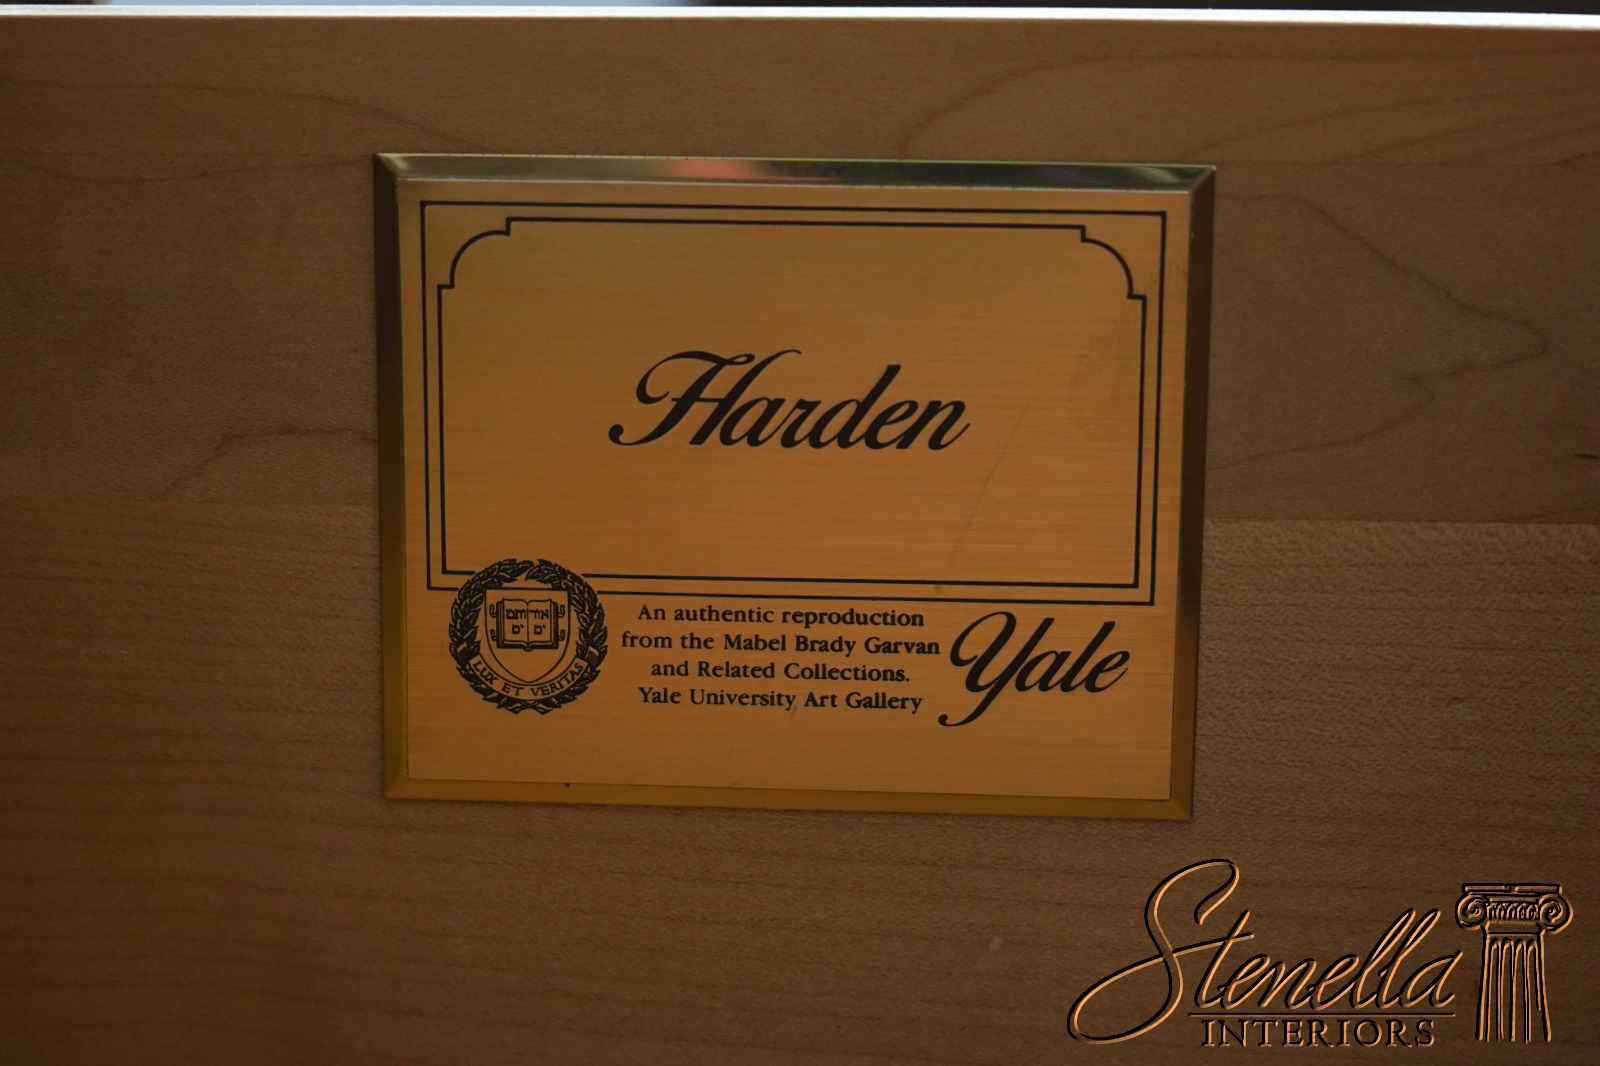 Harden
אורים
ותמים
LUX ET VERITAS
An authentic reproduction
from the Mabel Brady Garvan
and Related Collections.
Yale University Art Gallery
Yale
Stenella
INTERIORS